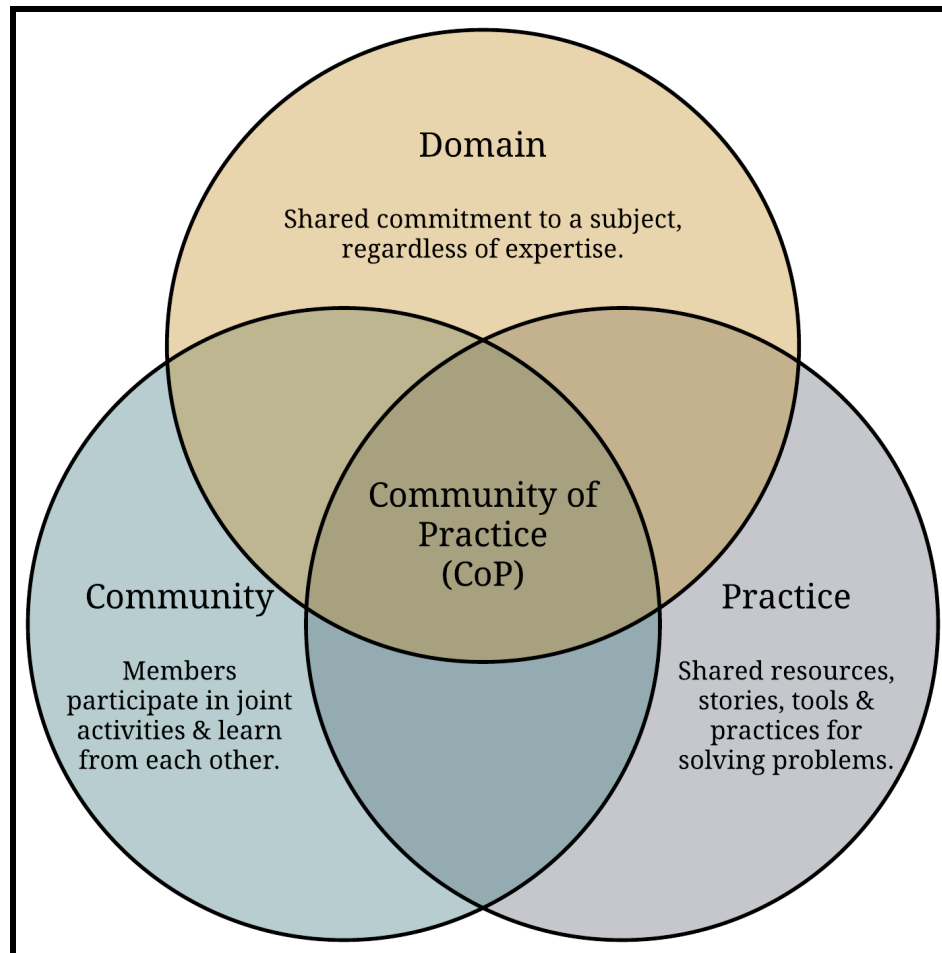 Domain
Shared commitment to a subject,
regardless of expertise.
Community of
Practice
(CoP)
Community
Members
participate in joint
activities & learn
from each other.
Practice
Shared resources,
stories, tools &
practices for
solving problems.